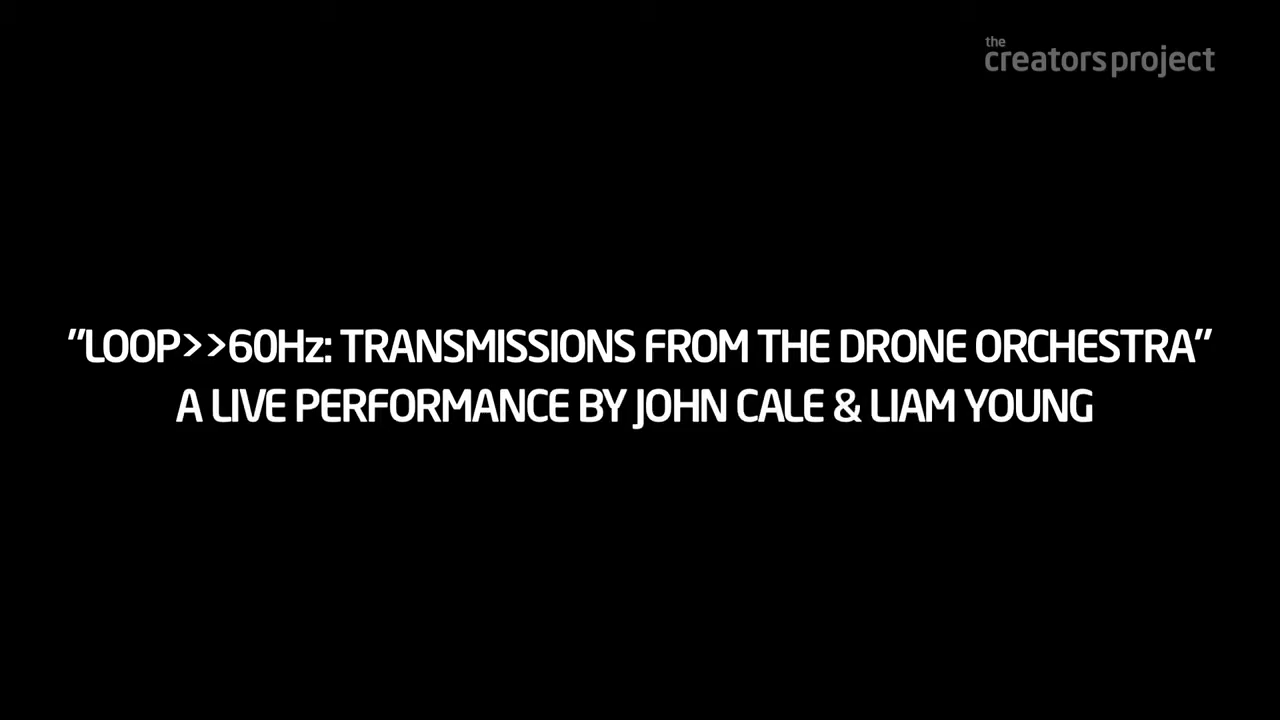 the
creatorsproject
"LOOP>>60Hz: TRANSMISSIONS FROM THE DRONE ORCHESTRA"
A LIVE PERFORMANCE BY JOHN CALE & LIAM YOUNG